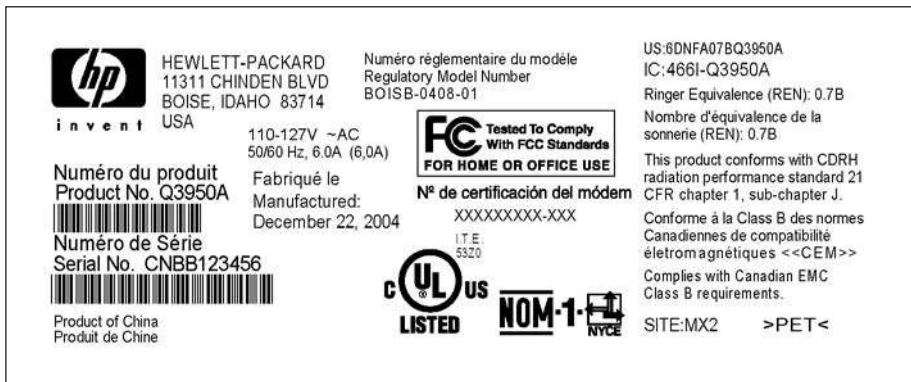 hp
invent
HEWLETT-PACKARD
11311 CHINDEN BLVD
BOISE, IDAHO 83714
USA
110-127V ~AC
50/60 Hz, 6.0A (6,0A)
Numéro du produit
Product No. Q3950A
Fabriqué le
Manufactured:
December 22, 2004
Numéro de Série
Serial No. CNBB123456
Product of China
Produit de Chine
Numéro réglementaire du modèle
Regulatory Model Number
BOISB-0408-01
FC Tested To Comply
With FCC Standards
FOR HOME OR OFFICE USE
Nº de certificación del módem
XXXXXXXXX-XXX
I.T.E.
53Z0
C UL ® US
LISTED
NOM-1-
NYCE
US:6DNFA07BQ3950A
IC:466I-Q3950A
Ringer Equivalence (REN): 0.7B
Nombre d'équivalence de la
sonnerie (REN): 0.7B
This product conforms with CDRH
radiation performance standard 21
CFR chapter 1, sub-chapter J.
Conforme à la Class B des normes
Canadiennes de compatibilité
életromagnétiques <<CEM>>
Complies with Canadian EMC
Class B requirements.
SITE:MX2 >PET<